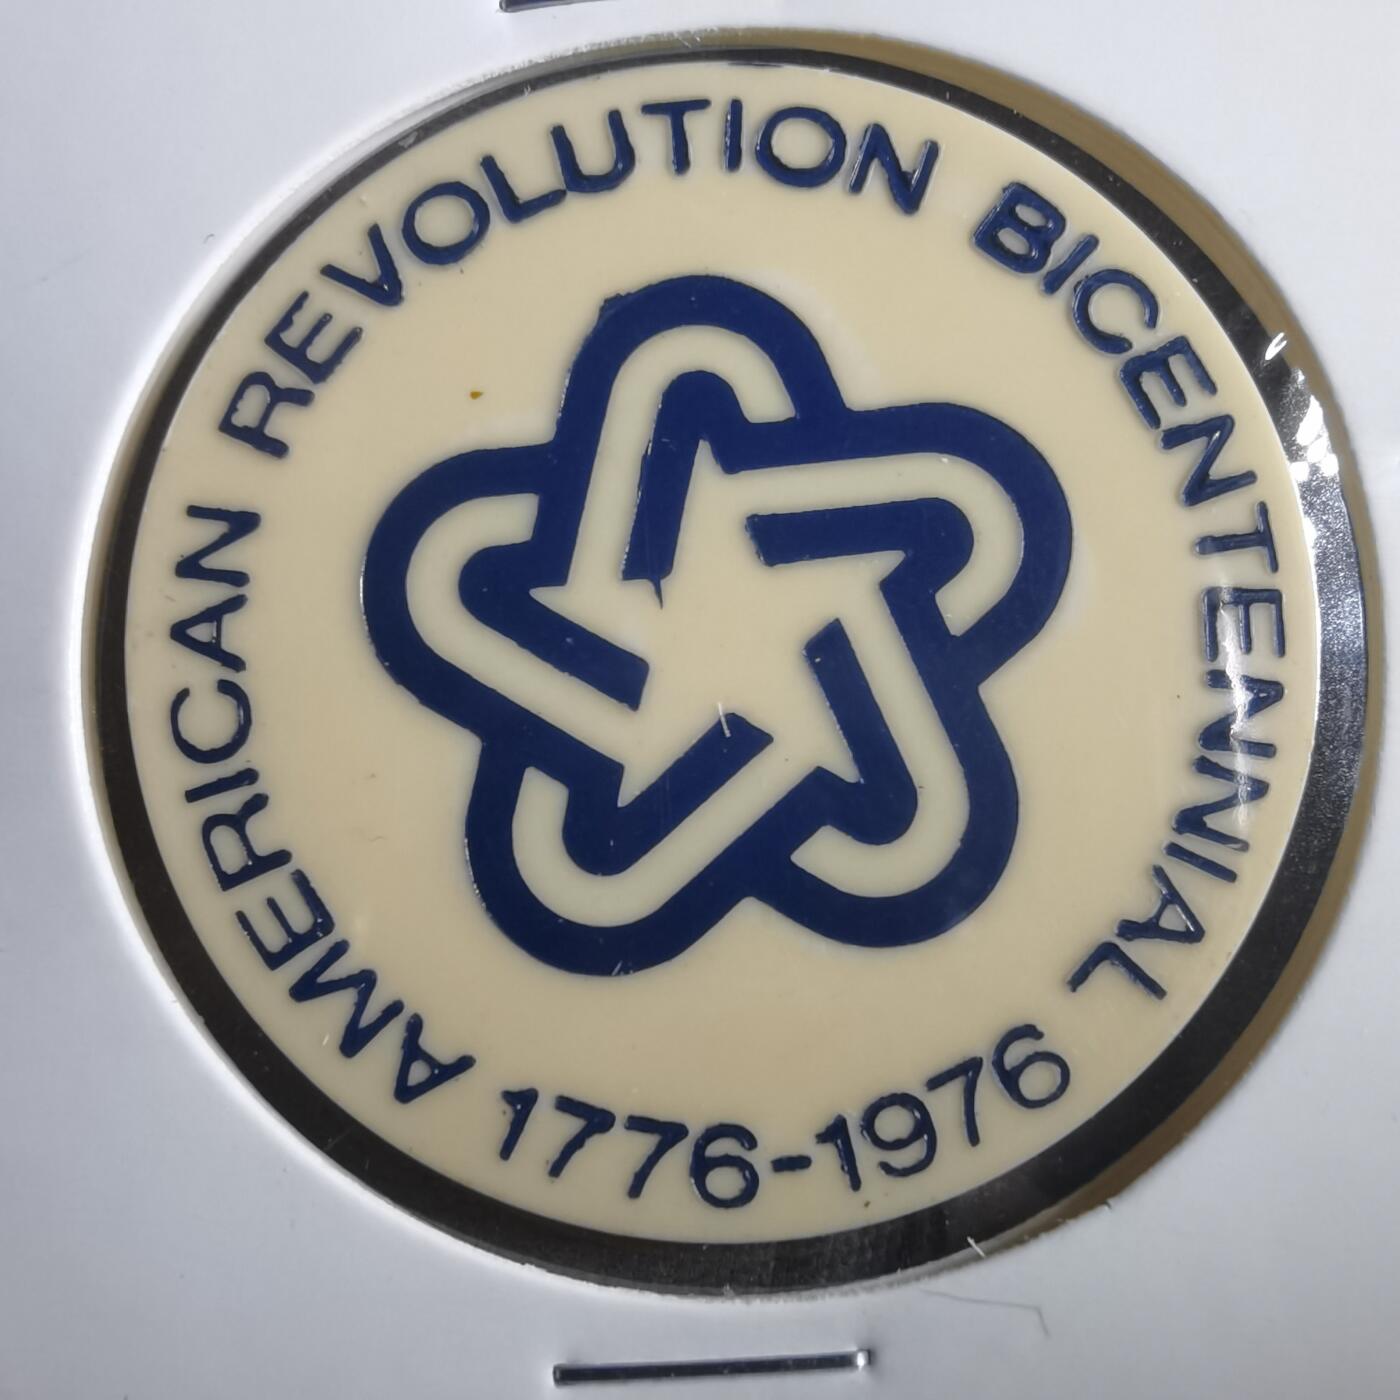 AMERICAN REVOLUTION BICENTENNIAL
1776-1976